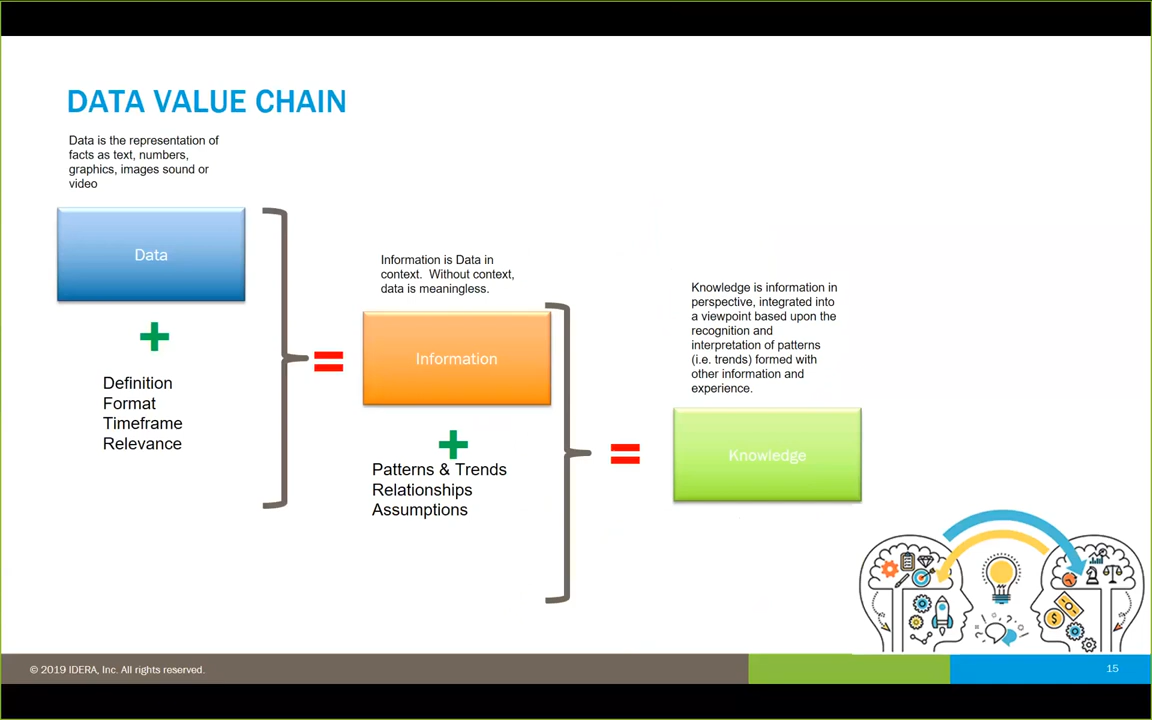 DATA VALUE CHAIN
Data is the representation of
facts as text, numbers,
graphics, images sound or
video
Data
Definition
Format
Timeframe
Relevance
Information is Data in
context. Without context,
data is meaningless.
Information
Patterns & Trends
Relationships
Assumptions
Knowledge is information in
perspective, integrated into
a viewpoint based upon the
recognition and
interpretation of patterns
(i.e. trends) formed with
other information and
experience.
Knowledge
© 2019 IDERA, Inc. All rights reserved.
15